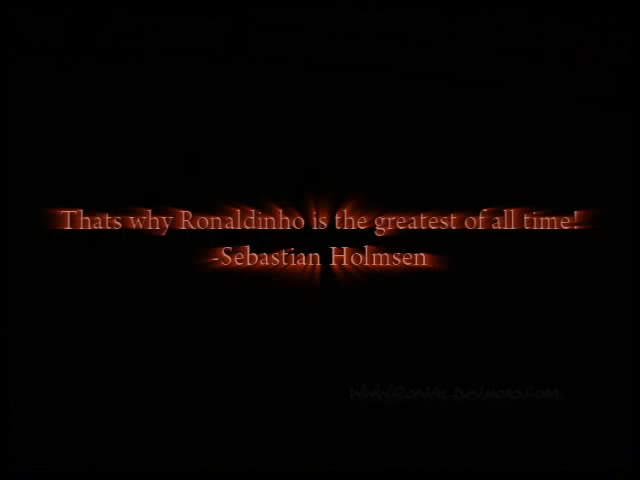 Thats why Ronaldinho is the greatest of all time!
-Sebastian Holmsen